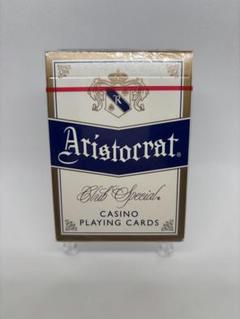 R
Aristocrat®
Club Special®
CASINO
PLAYING CARDS